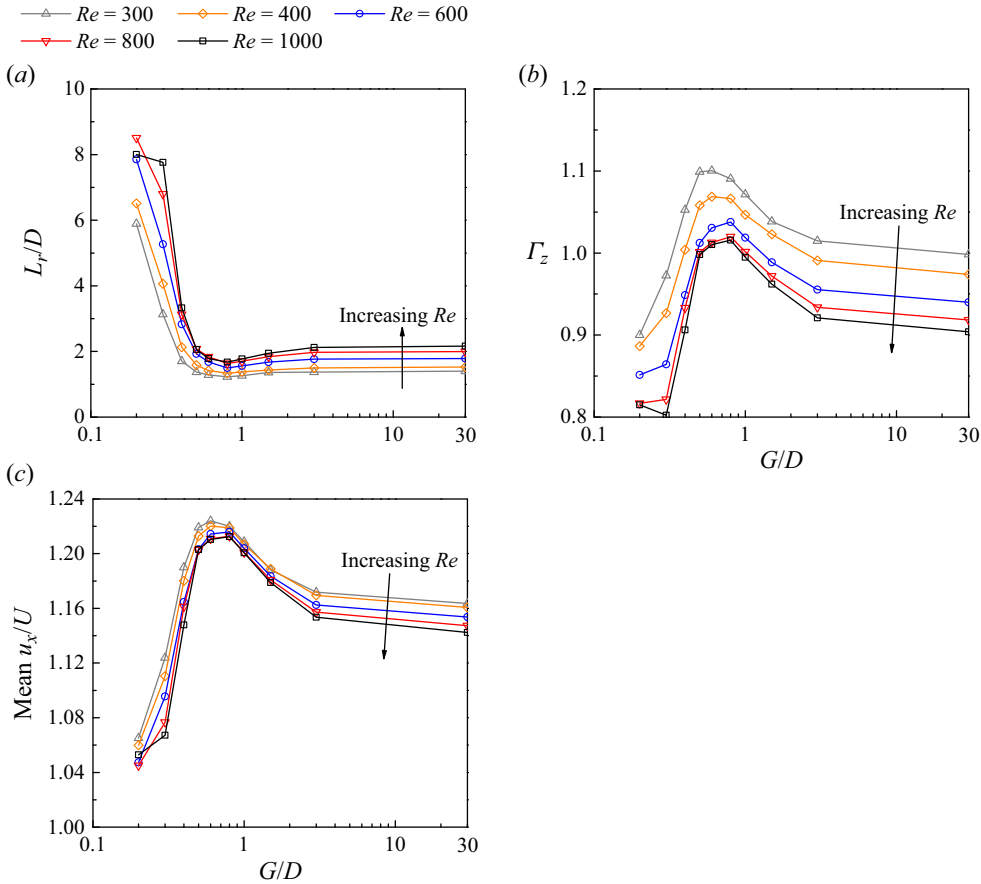 Re = 300 Re = 400 Re = 600
Re = 800 Re = 1000
(a) (b)
10
8
6
4
2
0
L_r/D
Increasing Re
0.1 1 10 30
1.2
1.1
1.0
0.9
0.8
Γ_z
Increasing Re
0.1 1 10 30
G/D
(c)
1.24
1.20
1.16
1.12
1.08
1.04
1.00
Mean u_x/U
Increasing Re
0.1 1 10 30
G/D